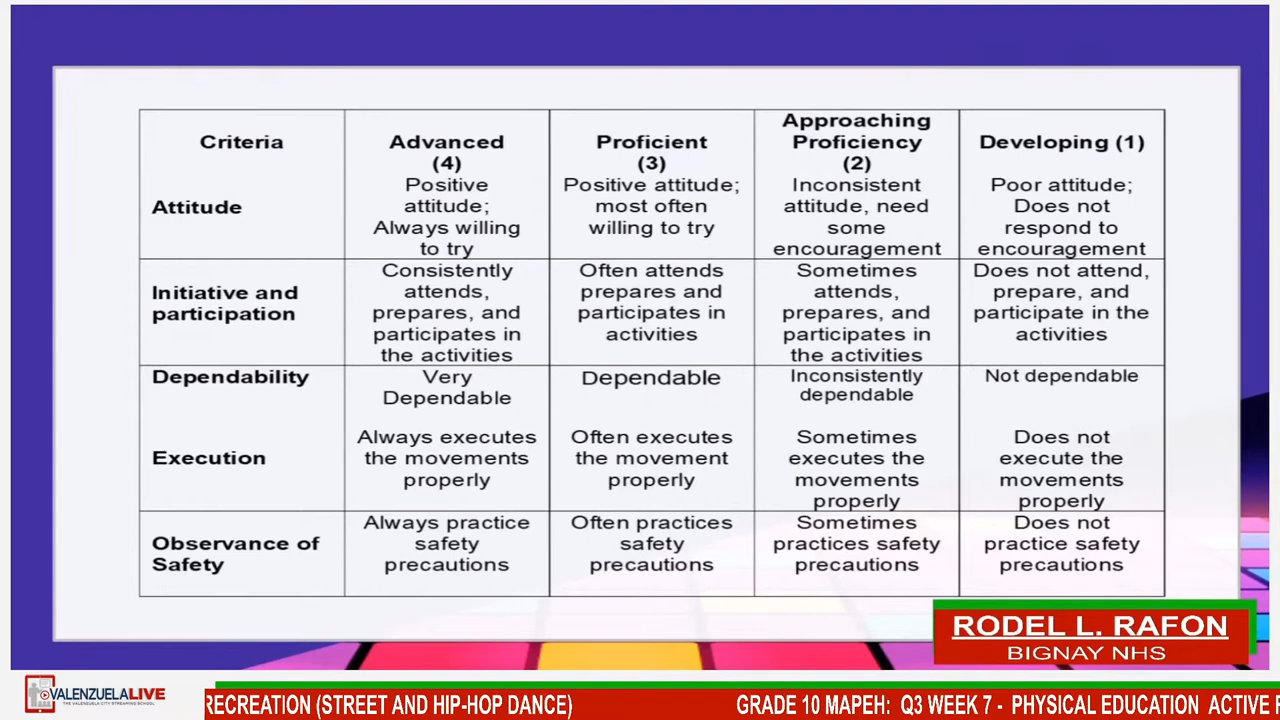 Criteria
Advanced
(4)
Proficient
(3)
Approaching
Proficiency
(2)
Developing (1)
Attitude
Positive
attitude;
Always willing
to try
Positive attitude;
most often
willing to try
Inconsistent
attitude, need
some
encouragement
Poor attitude;
Does not
respond to
encouragement
Initiative and
participation
Consistently
attends,
prepares, and
participates in
the activities
Often attends
prepares and
participates in
activities
Sometimes
attends,
prepares, and
participates in
the activities
Does not attend,
prepare, and
participate in the
activities
Dependability
Very
Dependable
Dependable
Inconsistently
dependable
Not dependable
Execution
Always executes
the movements
properly
Often executes
the movement
properly
Sometimes
executes the
movements
properly
Does not
execute the
movements
properly
Observance of
Safety
Always practice
safety
precautions
Often practices
safety
precautions
Sometimes
practices safety
precautions
Does not
practice safety
precautions
RODEL L. RAFON
BIGNAY NHS
VALENZUELALIVE
THE VALENZUELA CITY STREAMING SCHOOL
RECREATION (STREET AND HIP-HOP DANCE) GRADE 10 MAPEH: Q3 WEEK 7 - PHYSICAL EDUCATION ACTIVE